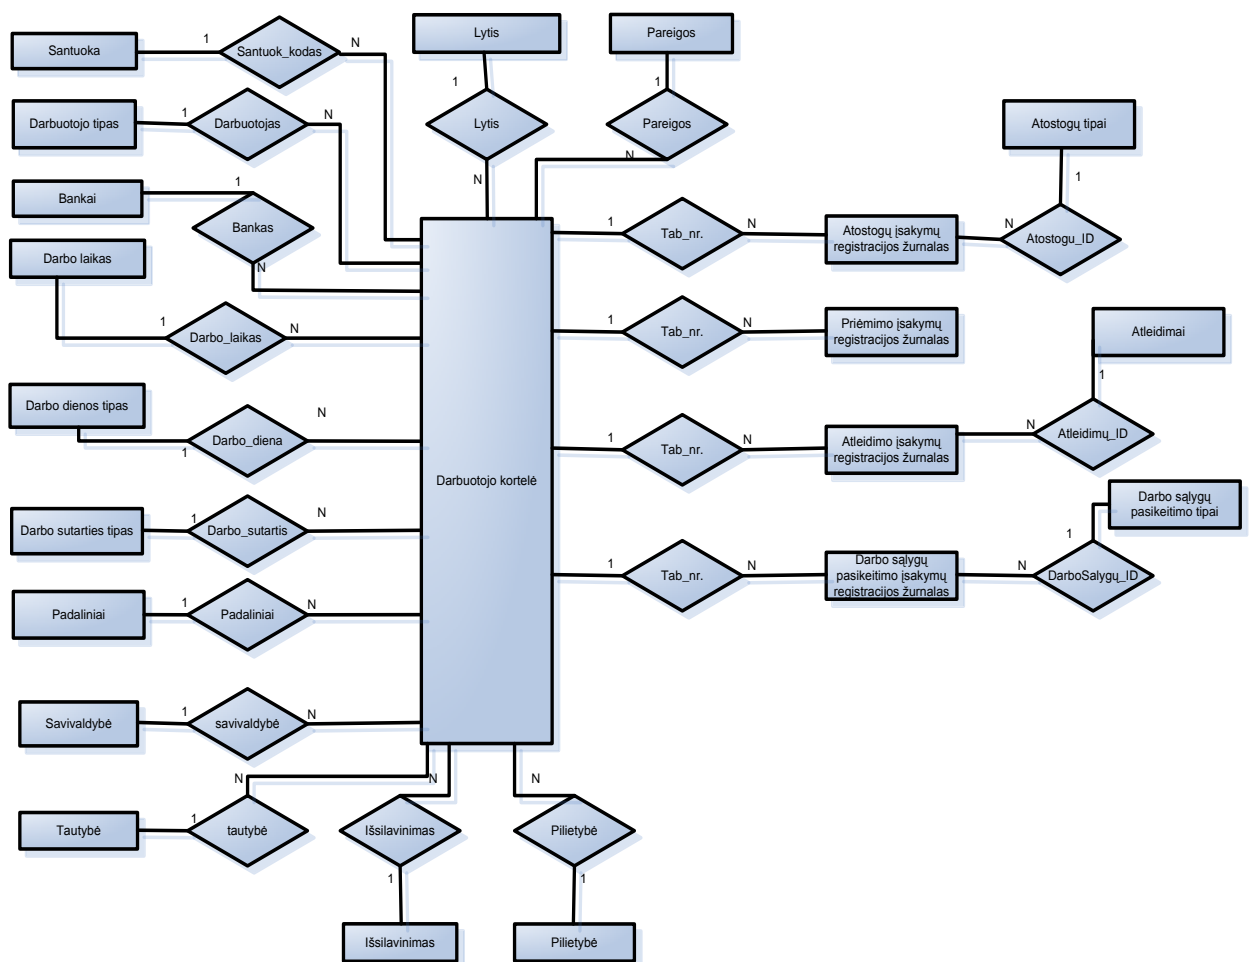 Santuoka
1
Santuok_kodas
N
Lytis
Pareigos
1
1
Darbuotojo tipas
1
Darbuotojas
N
Lytis
N
Pareigos
N
Atostogų tipai
1
Bankai
1
Bankas
N
Darbo laikas
1
Darbo_laikas
N
1
Tab_nr.
N
Atostogų įsakymų
registracijos žurnalas
N
Atostogu_ID
1
Tab_nr.
N
Priėmimo įsakymų
registracijos žurnalas
Atleidimai
1
Darbo dienos tipas
1
Darbo_diena
N
Darbuotojo kortelė
1
Tab_nr.
N
Atleidimo įsakymų
registracijos žurnalas
N
Atleidimų_ID
Darbo sutarties tipas
1
Darbo_sutartis
N
Darbo sąlygų
pasikeitimo tipai
1
1
Tab_nr.
N
Darbo sąlygų
pasikeitimo įsakymų
registracijos žurnalas
N
DarboSalygų_ID
Padaliniai
1
Padaliniai
N
Savivaldybė
1
savivaldybė
N
Tautybė
1
tautybė
N
N
Išsilavinimas
1
Išsilavinimas
N
Pilietybė
1
Pilietybė